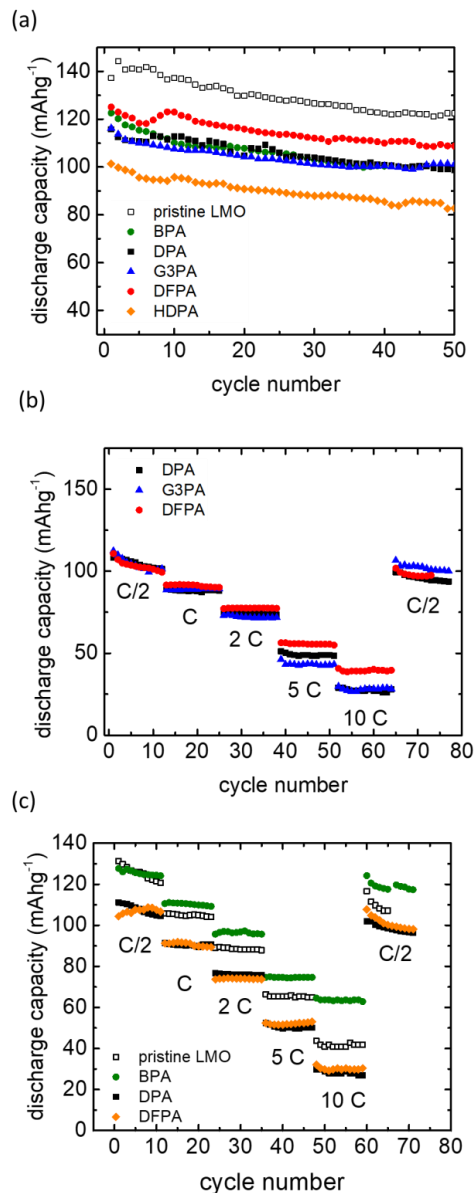 (a)
140
120
100
80
60
40
discharge capacity (mAhg⁻¹)
pristine LMO
BPA
DPA
G3PA
DFPA
HDPA
0 10 20 30 40 50
cycle number
(b)
150
100
50
0
discharge capacity (mAhg⁻¹)
DPA
G3PA
DFPA
C/2
C
2 C
5 C
10 C
C/2
0 10 20 30 40 50 60 70 80
cycle number
(c)
140
120
100
80
60
40
20
0
discharge capacity (mAhg⁻¹)
C/2
C
2 C
5 C
10 C
C/2
pristine LMO
BPA
DPA
DFPA
0 10 20 30 40 50 60 70 80
cycle number